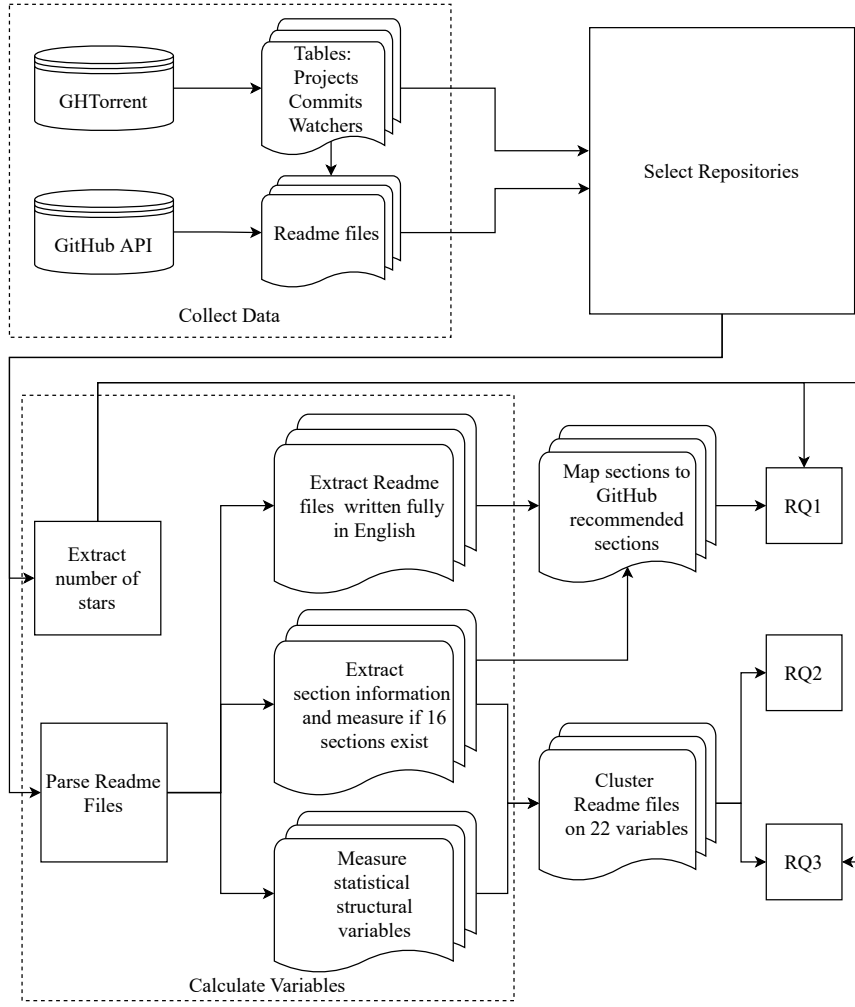 GHTorrent
Tables:
Projects
Commits
Watchers
Select Repositories
GitHub API
Readme files
Collect Data
Extract Readme
files written fully
in English
Map sections to
GitHub
recommended
sections
RQ1
Extract
number of
stars
Extract
section information
and measure if 16
sections exist
RQ2
Parse Readme
Files
Cluster
Readme files
on 22 variables
RQ3
Measure
statistical
structural
variables
Calculate Variables